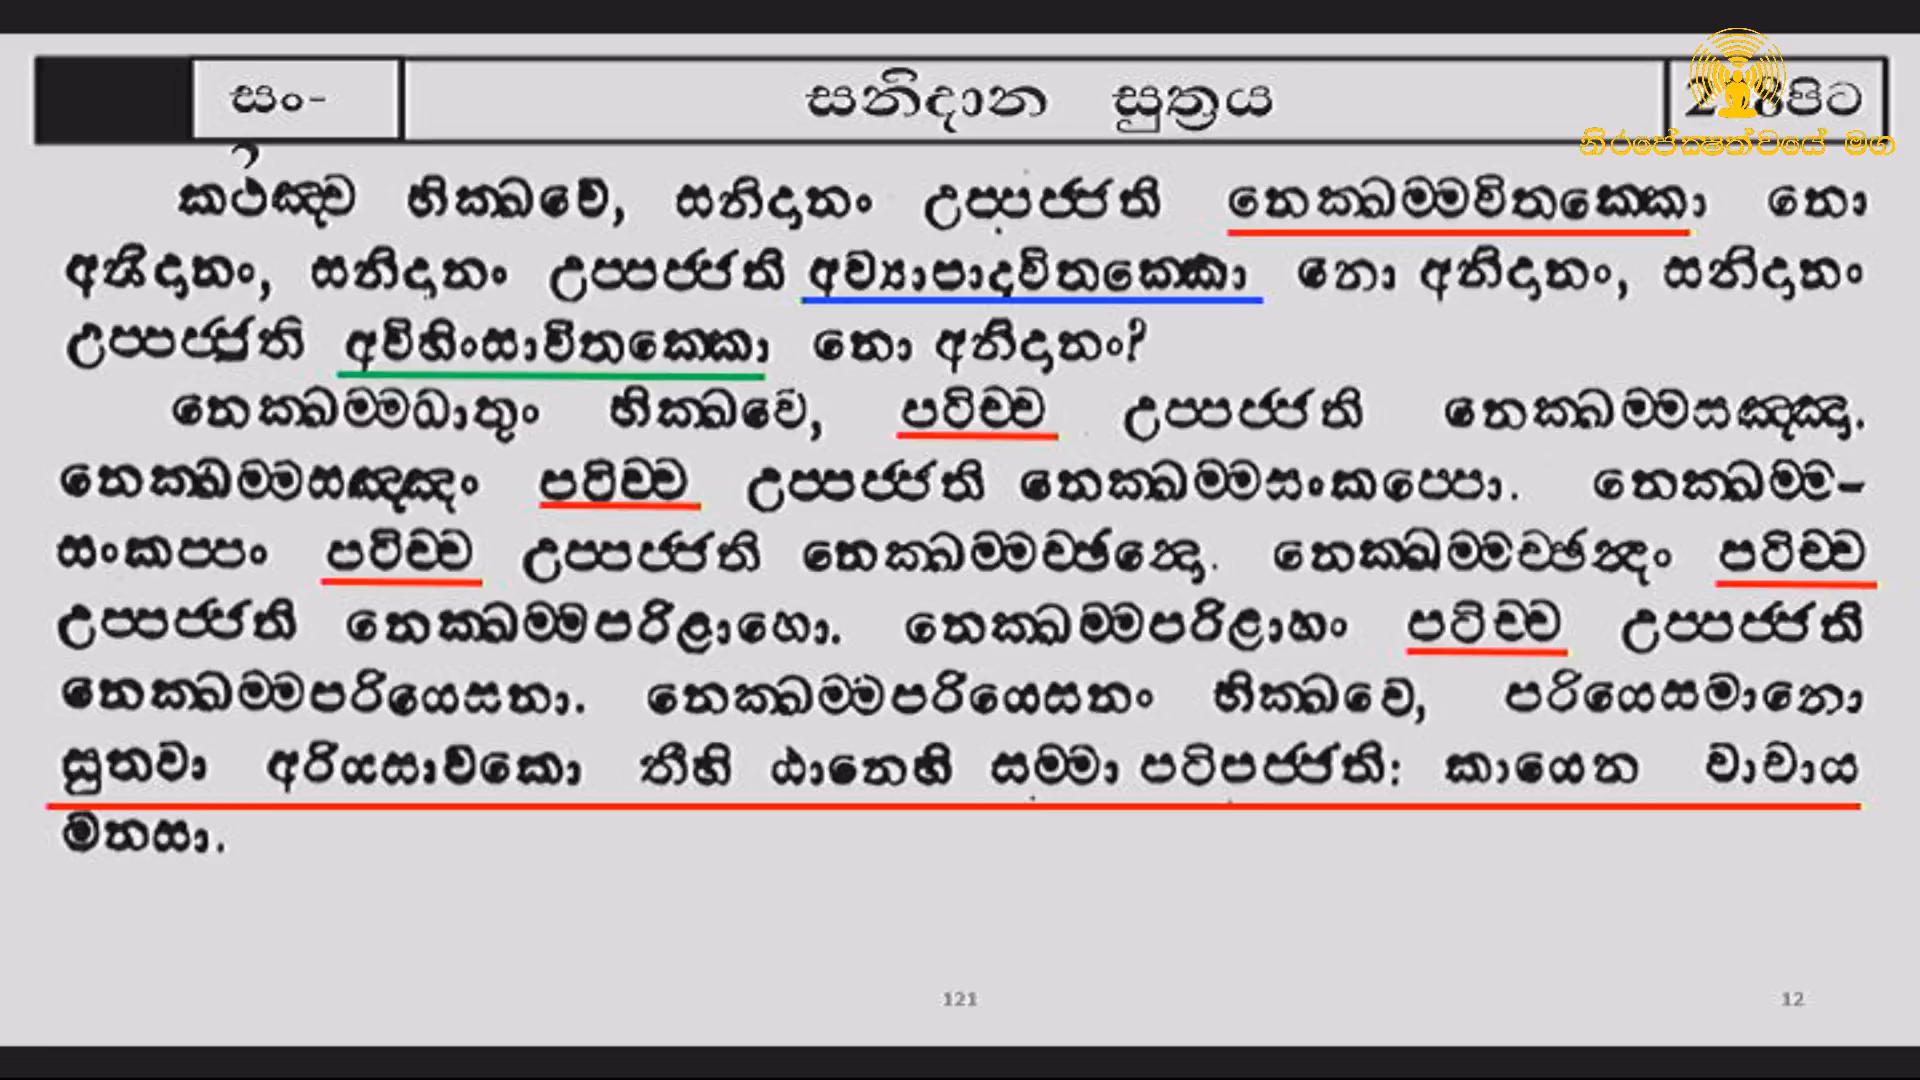 සං-
සනිදාන සුත්‍රය
පිට
නිරපේක්ෂත්වයේ මග
කථඤ්ච භික්ඛවේ, සනිදානං උප්පජ්ජති නෙක්ඛම්මවිතක්කො නො
අනිදානං, සනිදානං උප්පජ්ජති අව්‍යාපාදවිතක්කො නො අනිදානං, සනිදානං
උප්පජ්ජති අවිහිංසාවිතක්කො නො අනිදානං?
නෙක්ඛම්මධාතුං භික්ඛවෙ, පටිච්ච උප්පජ්ජති නෙක්ඛම්මසඤ්ඤා.
නෙක්ඛම්මසඤ්ඤං පටිච්ච උප්පජ්ජති නෙක්ඛම්මසංකප්පො. නෙක්ඛම්ම-
සංකප්පං පටිච්ච උප්පජ්ජති නෙක්ඛම්මච්ඡන්දො. නෙක්ඛම්මච්ඡන්දං පටිච්ච
උප්පජ්ජති නෙක්ඛම්මපරිළාහො. නෙක්ඛම්මපරිළාහං පටිච්ච උප්පජ්ජති
නෙක්ඛම්මපරියෙසනා. නෙක්ඛම්මපරියෙසනං භික්ඛවෙ, පරියෙසමානො
සුතවා අරියසාවකො තීහි ඨානෙහි සම්මා පටිපජ්ජති: කායෙන වාචාය
මනසා.
121
12